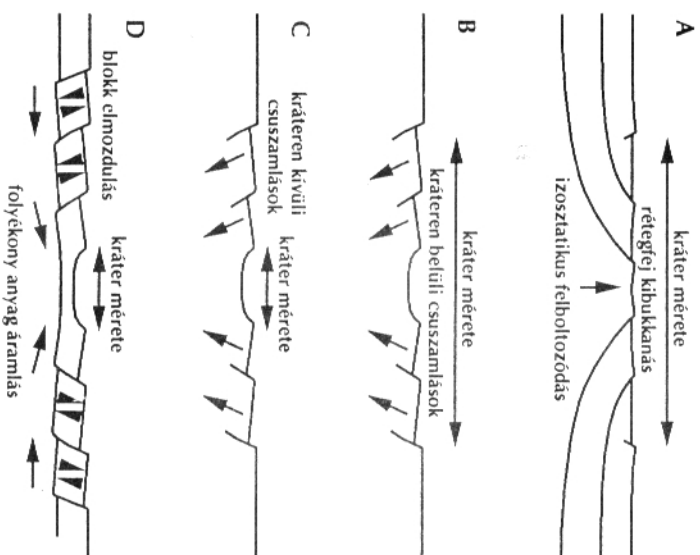 A
kráter mérete
rétegfej kibukkanás
izosztatikus felboltozódás
B
kráter mérete
kráteren belüli csuszamlások
C
kráteren kívüli
csuszamlások
kráter mérete
D
blokk elmozdulás
kráter mérete
folyékony anyag áramlás